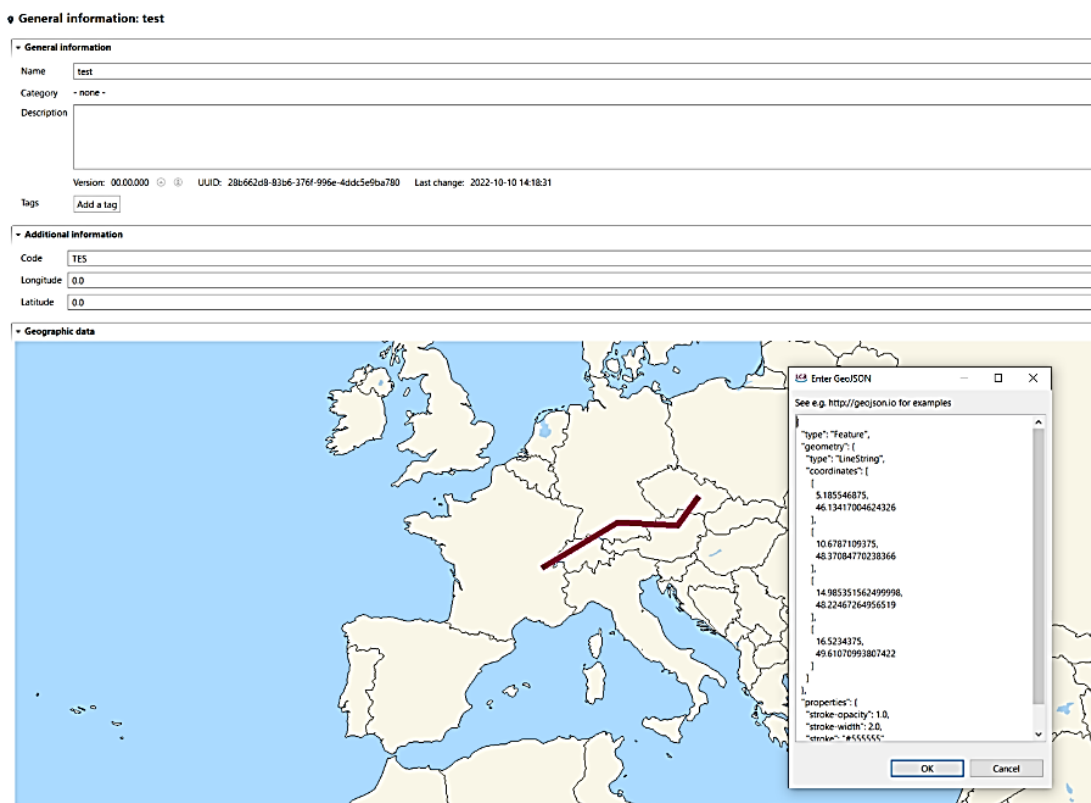 General information: test
General information
Name test
Category - none -
Description
Version: 00.00.000 UUID: 28b662d8-83b6-376f-996e-4ddc5e9ba780 Last change: 2022-10-10 14:18:31
Tags Add a tag
Additional information
Code TES
Longitude 0.0
Latitude 0.0
Geographic data
Enter GeoJSON
See e.g. http://geojson.io for examples
"type": "Feature",
"geometry": {
"type": "LineString",
"coordinates": [
[
5.185546875,
46.13417004624326
],
[
10.6787109375,
48.37084770238366
],
[
14.985351562499998,
48.22467264956519
],
[
16.5234375,
49.61070993807422
]
]
},
"properties": {
"stroke-opacity": 1.0,
"stroke-width": 2.0,
"stroke": "#555555"
OK Cancel